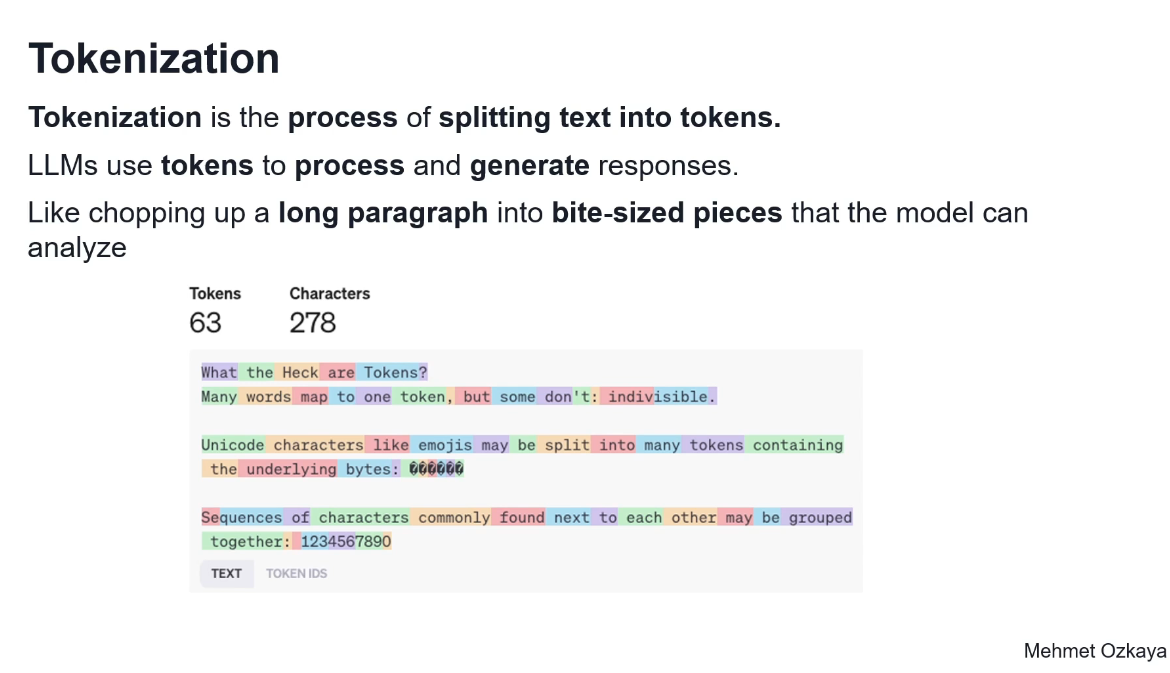 Tokenization
Tokenization is the process of splitting text into tokens.
LLMs use tokens to process and generate responses.
Like chopping up a long paragraph into bite-sized pieces that the model can
analyze
Tokens Characters
63 278
What the Heck are Tokens?
Many words map to one token, but some don't: indivisible.
Unicode characters like emojis may be split into many tokens containing
the underlying bytes: ������
Sequences of characters commonly found next to each other may be grouped
together: 1234567890
TEXT TOKEN IDS
Mehmet Ozkaya